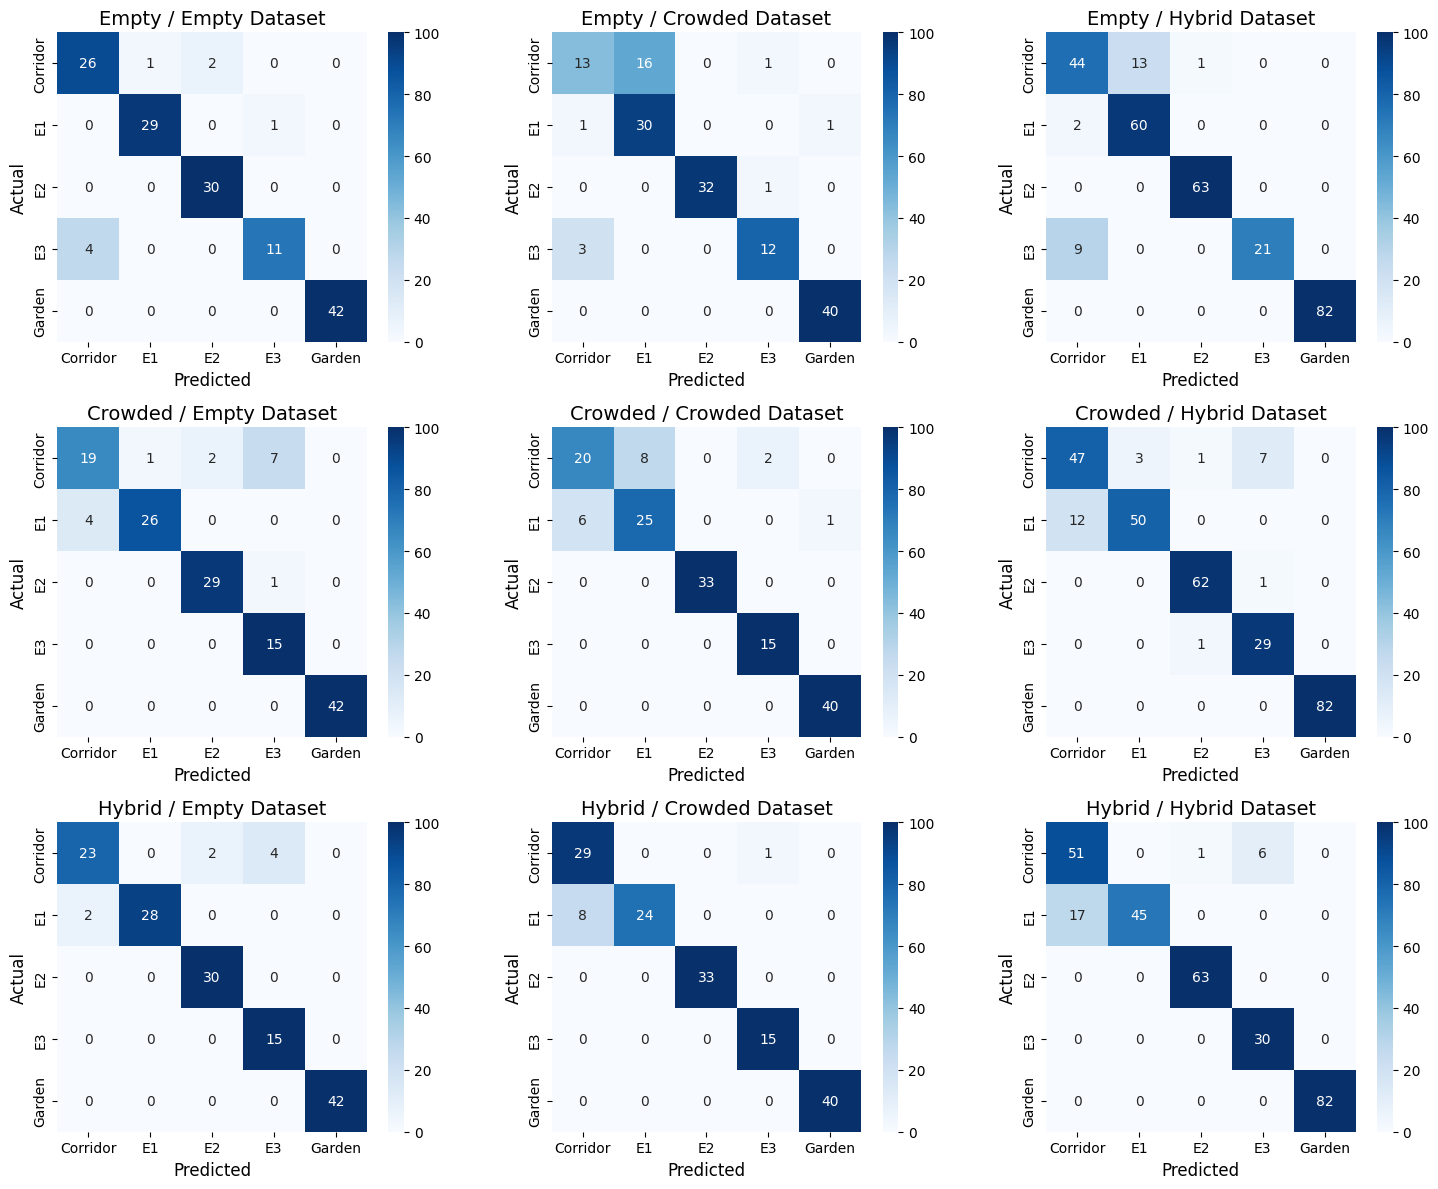 Empty / Empty Dataset
Corridor 26 1 2 0 0
E1 0 29 0 1 0
E2 0 0 30 0 0
E3 4 0 0 11 0
Garden 0 0 0 0 42
Actual
Corridor E1 E2 E3 Garden
Predicted
100
80
60
40
20
0
Empty / Crowded Dataset
Corridor 13 16 0 1 0
E1 1 30 0 0 1
E2 0 0 32 1 0
E3 3 0 0 12 0
Garden 0 0 0 0 40
Actual
Corridor E1 E2 E3 Garden
Predicted
100
80
60
40
20
0
Empty / Hybrid Dataset
Corridor 44 13 1 0 0
E1 2 60 0 0 0
E2 0 0 63 0 0
E3 9 0 0 21 0
Garden 0 0 0 0 82
Actual
Corridor E1 E2 E3 Garden
Predicted
100
80
60
40
20
0
Crowded / Empty Dataset
Corridor 19 1 2 7 0
E1 4 26 0 0 0
E2 0 0 29 1 0
E3 0 0 0 15 0
Garden 0 0 0 0 42
Actual
Corridor E1 E2 E3 Garden
Predicted
100
80
60
40
20
0
Crowded / Crowded Dataset
Corridor 20 8 0 2 0
E1 6 25 0 0 1
E2 0 0 33 0 0
E3 0 0 0 15 0
Garden 0 0 0 0 40
Actual
Corridor E1 E2 E3 Garden
Predicted
100
80
60
40
20
0
Crowded / Hybrid Dataset
Corridor 47 3 1 7 0
E1 12 50 0 0 0
E2 0 0 62 1 0
E3 0 0 1 29 0
Garden 0 0 0 0 82
Actual
Corridor E1 E2 E3 Garden
Predicted
100
80
60
40
20
0
Hybrid / Empty Dataset
Corridor 23 0 2 4 0
E1 2 28 0 0 0
E2 0 0 30 0 0
E3 0 0 0 15 0
Garden 0 0 0 0 42
Actual
Corridor E1 E2 E3 Garden
Predicted
100
80
60
40
20
0
Hybrid / Crowded Dataset
Corridor 29 0 0 1 0
E1 8 24 0 0 0
E2 0 0 33 0 0
E3 0 0 0 15 0
Garden 0 0 0 0 40
Actual
Corridor E1 E2 E3 Garden
Predicted
100
80
60
40
20
0
Hybrid / Hybrid Dataset
Corridor 51 0 1 6 0
E1 17 45 0 0 0
E2 0 0 63 0 0
E3 0 0 0 30 0
Garden 0 0 0 0 82
Actual
Corridor E1 E2 E3 Garden
Predicted
100
80
60
40
20
0